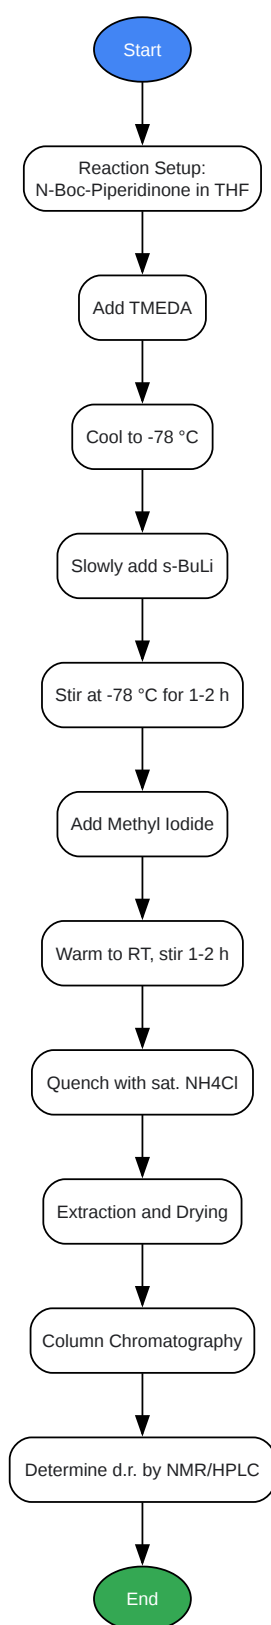 Start
Reaction Setup:
N-Boc-Piperidinone in THF
Add TMEDA
Cool to -78 °C
Slowly add s-BuLi
Stir at -78 °C for 1-2 h
Add Methyl Iodide
Warm to RT, stir 1-2 h
Quench with sat. NH4Cl
Extraction and Drying
Column Chromatography
Determine d.r. by NMR/HPLC
End